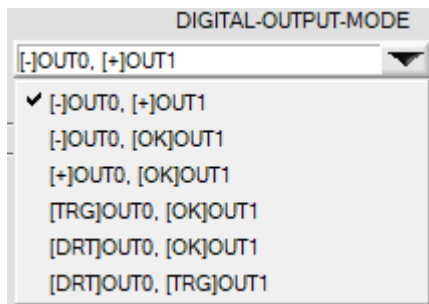 DIGITAL-OUTPUT-MODE
[-]OUT0, [+]OUT1
[-]OUT0, [+]OUT1
[-]OUT0, [OK]OUT1
[+]OUT0, [OK]OUT1
[TRG]OUT0, [OK]OUT1
[DRT]OUT0, [OK]OUT1
[DRT]OUT0, [TRG]OUT1